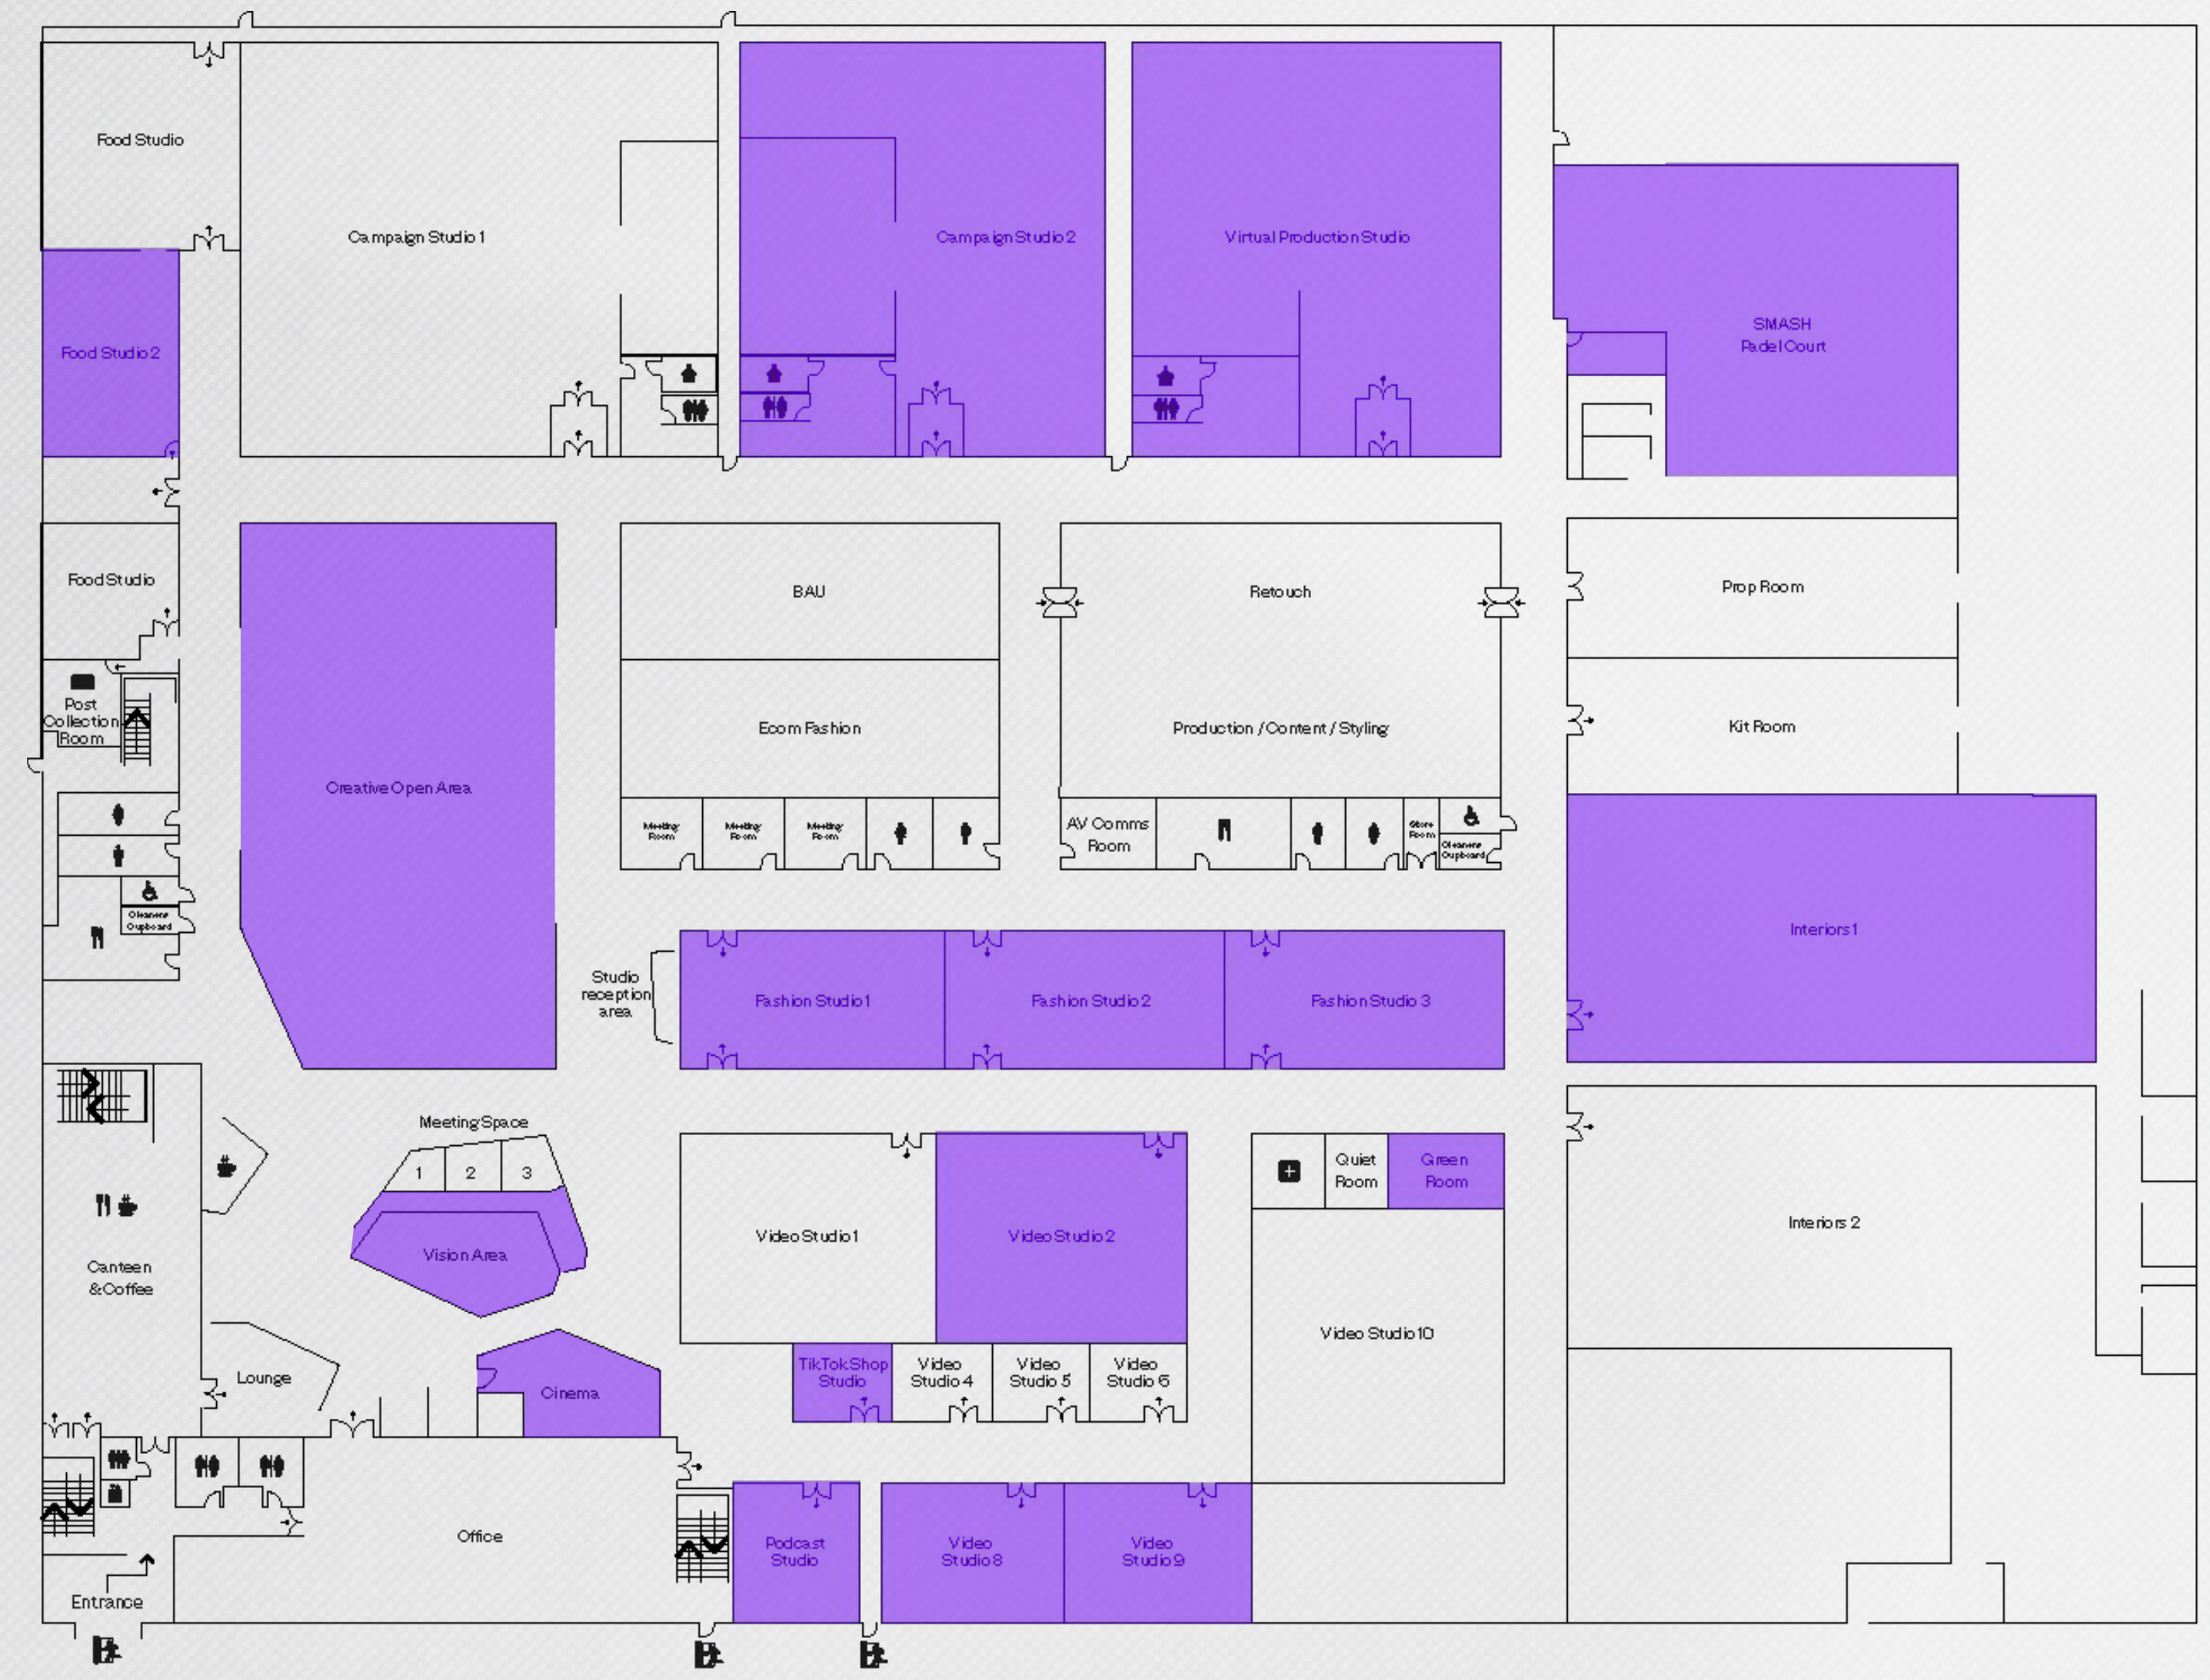 Food Studio
Campaign Studio 1
Campaign Studio 2
Virtual Production Studio
SMASH
Padel Court
Food Studio 2
Food Studio
BAU
Retouch
Prop Room
Post
Collection
Room
Ecom Fashion
Production / Content / Styling
Kit Room
Creative Open Area
Meeting
Room
Meeting
Room
Meeting
Room
AV Comms
Room
Store
Room
Cleaners
Cupboard
Cleaners
Cupboard
Interiors 1
Studio
reception
area
Fashion Studio 1
Fashion Studio 2
Fashion Studio 3
Meeting Space
1
2
3
Quiet
Room
Green
Room
Vision Area
Video Studio 1
Video Studio 2
Interiors 2
Canteen
& Coffee
Video Studio 10
Lounge
Cinema
TikTok Shop
Studio
Video
Studio 4
Video
Studio 5
Video
Studio 6
Office
Podcast
Studio
Video
Studio 8
Video
Studio 9
Entrance